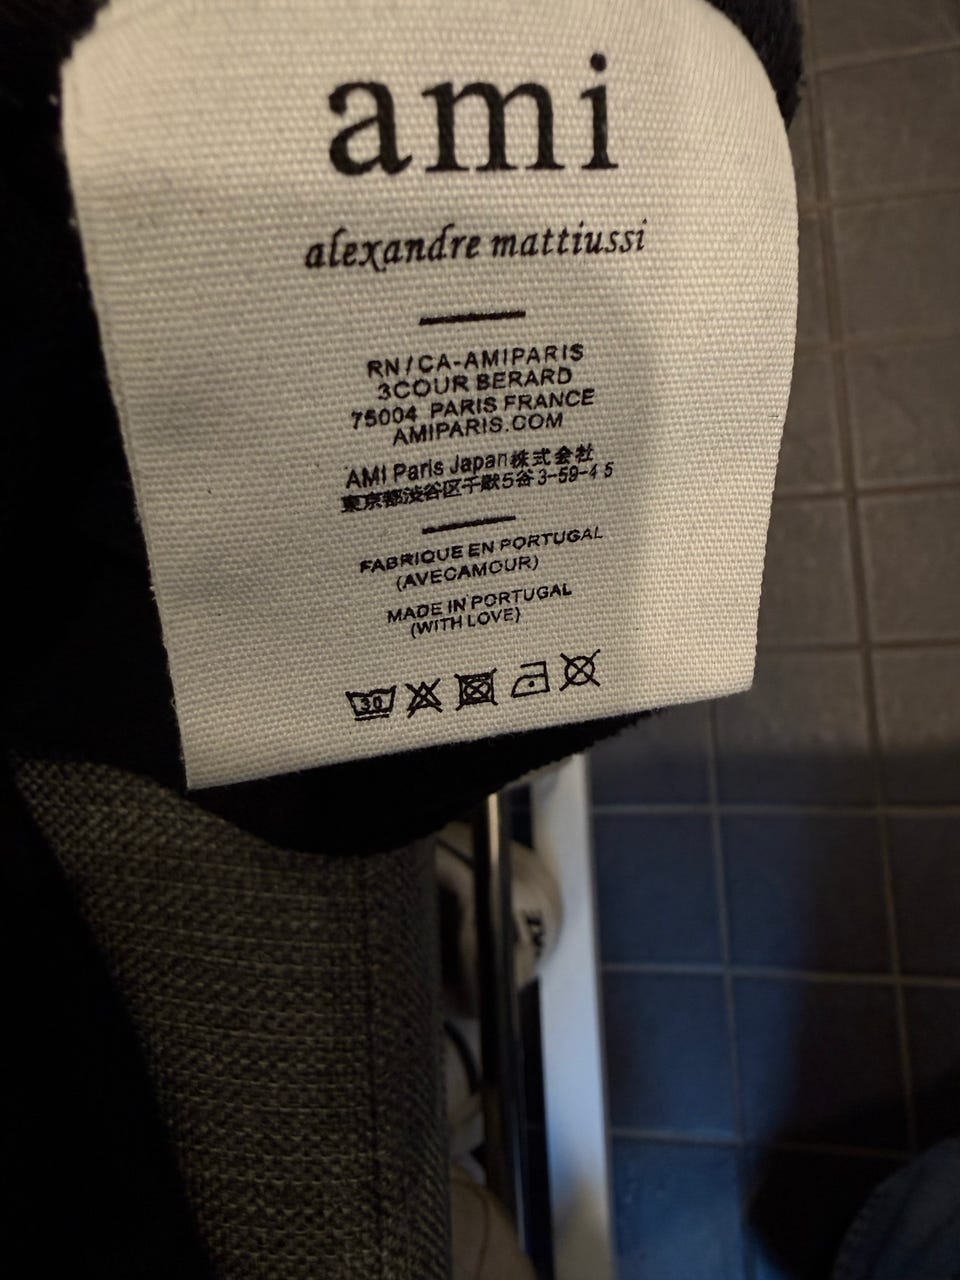 ami
alexandre mattiussi
RN/CA-AMIPARIS
3COUR BERARD
75004 PARIS FRANCE
AMIPARIS.COM
AMI Paris Japan株式会社
東京都渋谷区千駄5谷3-59-4 5
FABRIQUE EN PORTUGAL
(AVECAMOUR)
MADE IN PORTUGAL
(WITH LOVE)
30